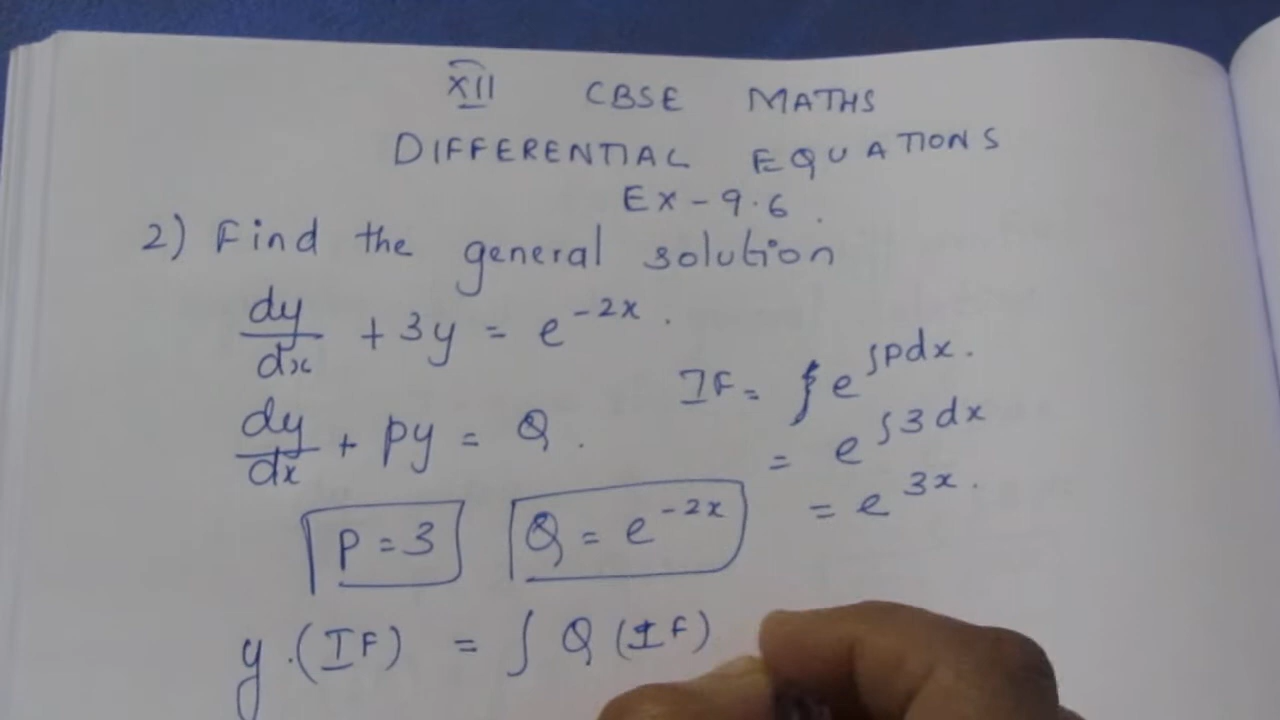 XII CBSE MATHS
DIFFERENTIAL EQUATIONS
Ex - 9.6.
2) Find the general solution
dy/dx + 3y = e^{-2x}.
IF = ∫e^{∫Pdx}.
dy/dx + py = Q.
= e^{∫3dx}
= e^{3x}.
P = 3 Q = e^{-2x}
y.(IF) = ∫Q(IF)